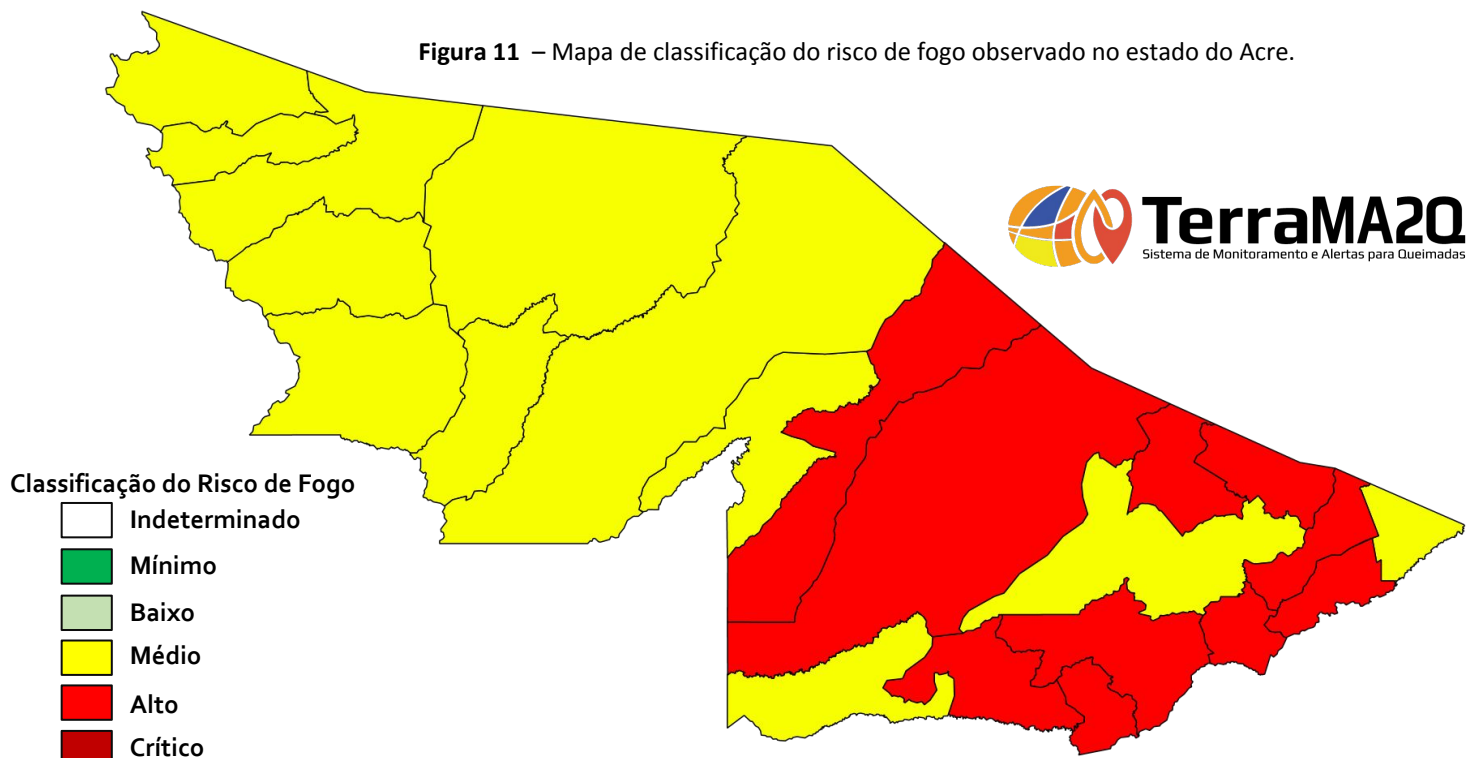 Figura 11 – Mapa de classificação do risco de fogo observado no estado do Acre.
TerraMA2Q
Sistema de Monitoramento e Alertas para Queimadas
Classificação do Risco de Fogo
Indeterminado
Mínimo
Baixo
Médio
Alto
Crítico